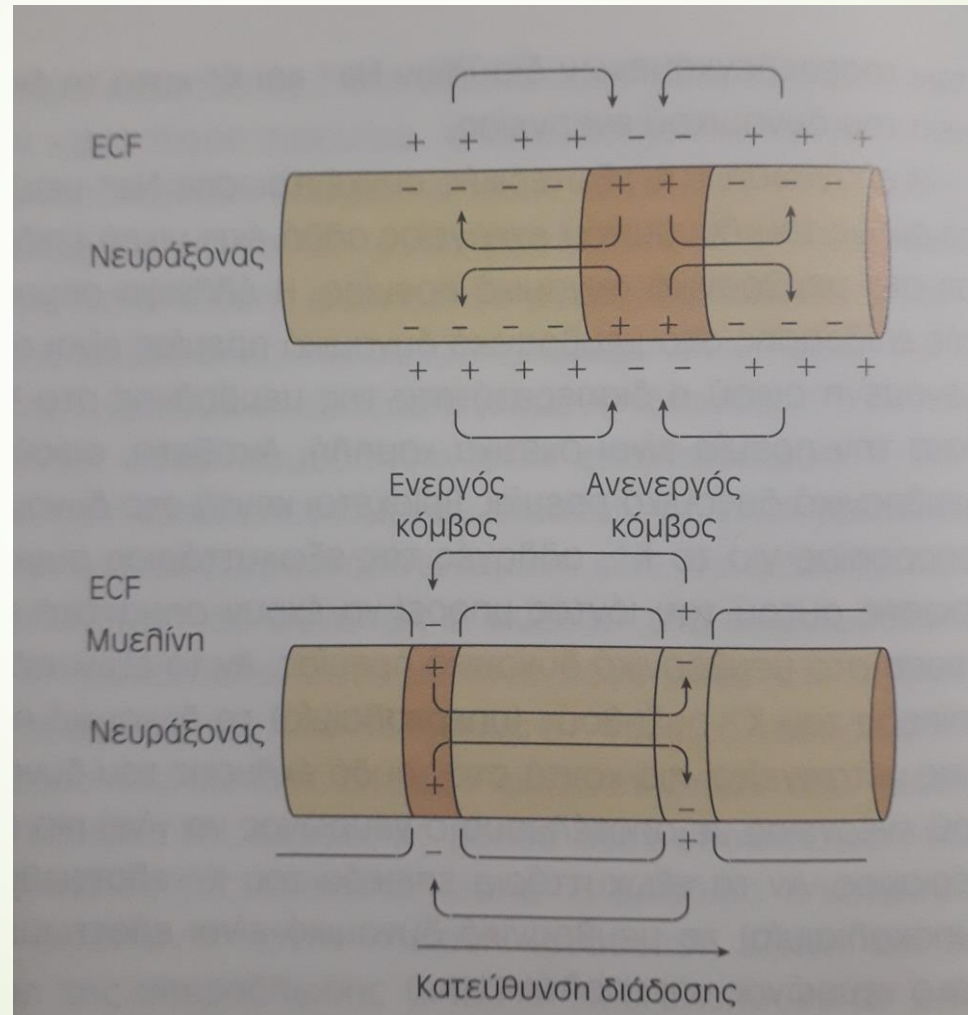 + + + + + + +
ECF
− − − − + + − − −
Νευράξονας
− − − − + + − − −
+ + + + − − + + +
Ενεργός Ανενεργός
κόμβος κόμβος
ECF
+
Μυελίνη
+ −
Νευράξονας
+ −
− +
Κατεύθυνση διάδοσης